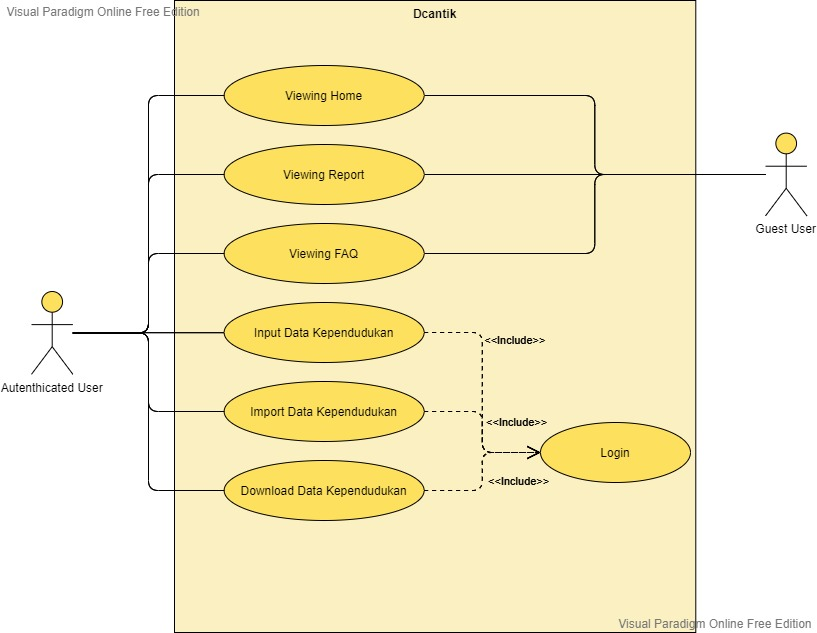 Visual Paradigm Online Free Edition
Dcantik
Viewing Home
Viewing Report
Guest User
Viewing FAQ
Input Data Kependudukan
<<Include>>
Autenthicated User
Import Data Kependudukan
<<Include>>
Login
Download Data Kependudukan
<<Include>>
Visual Paradigm Online Free Edition